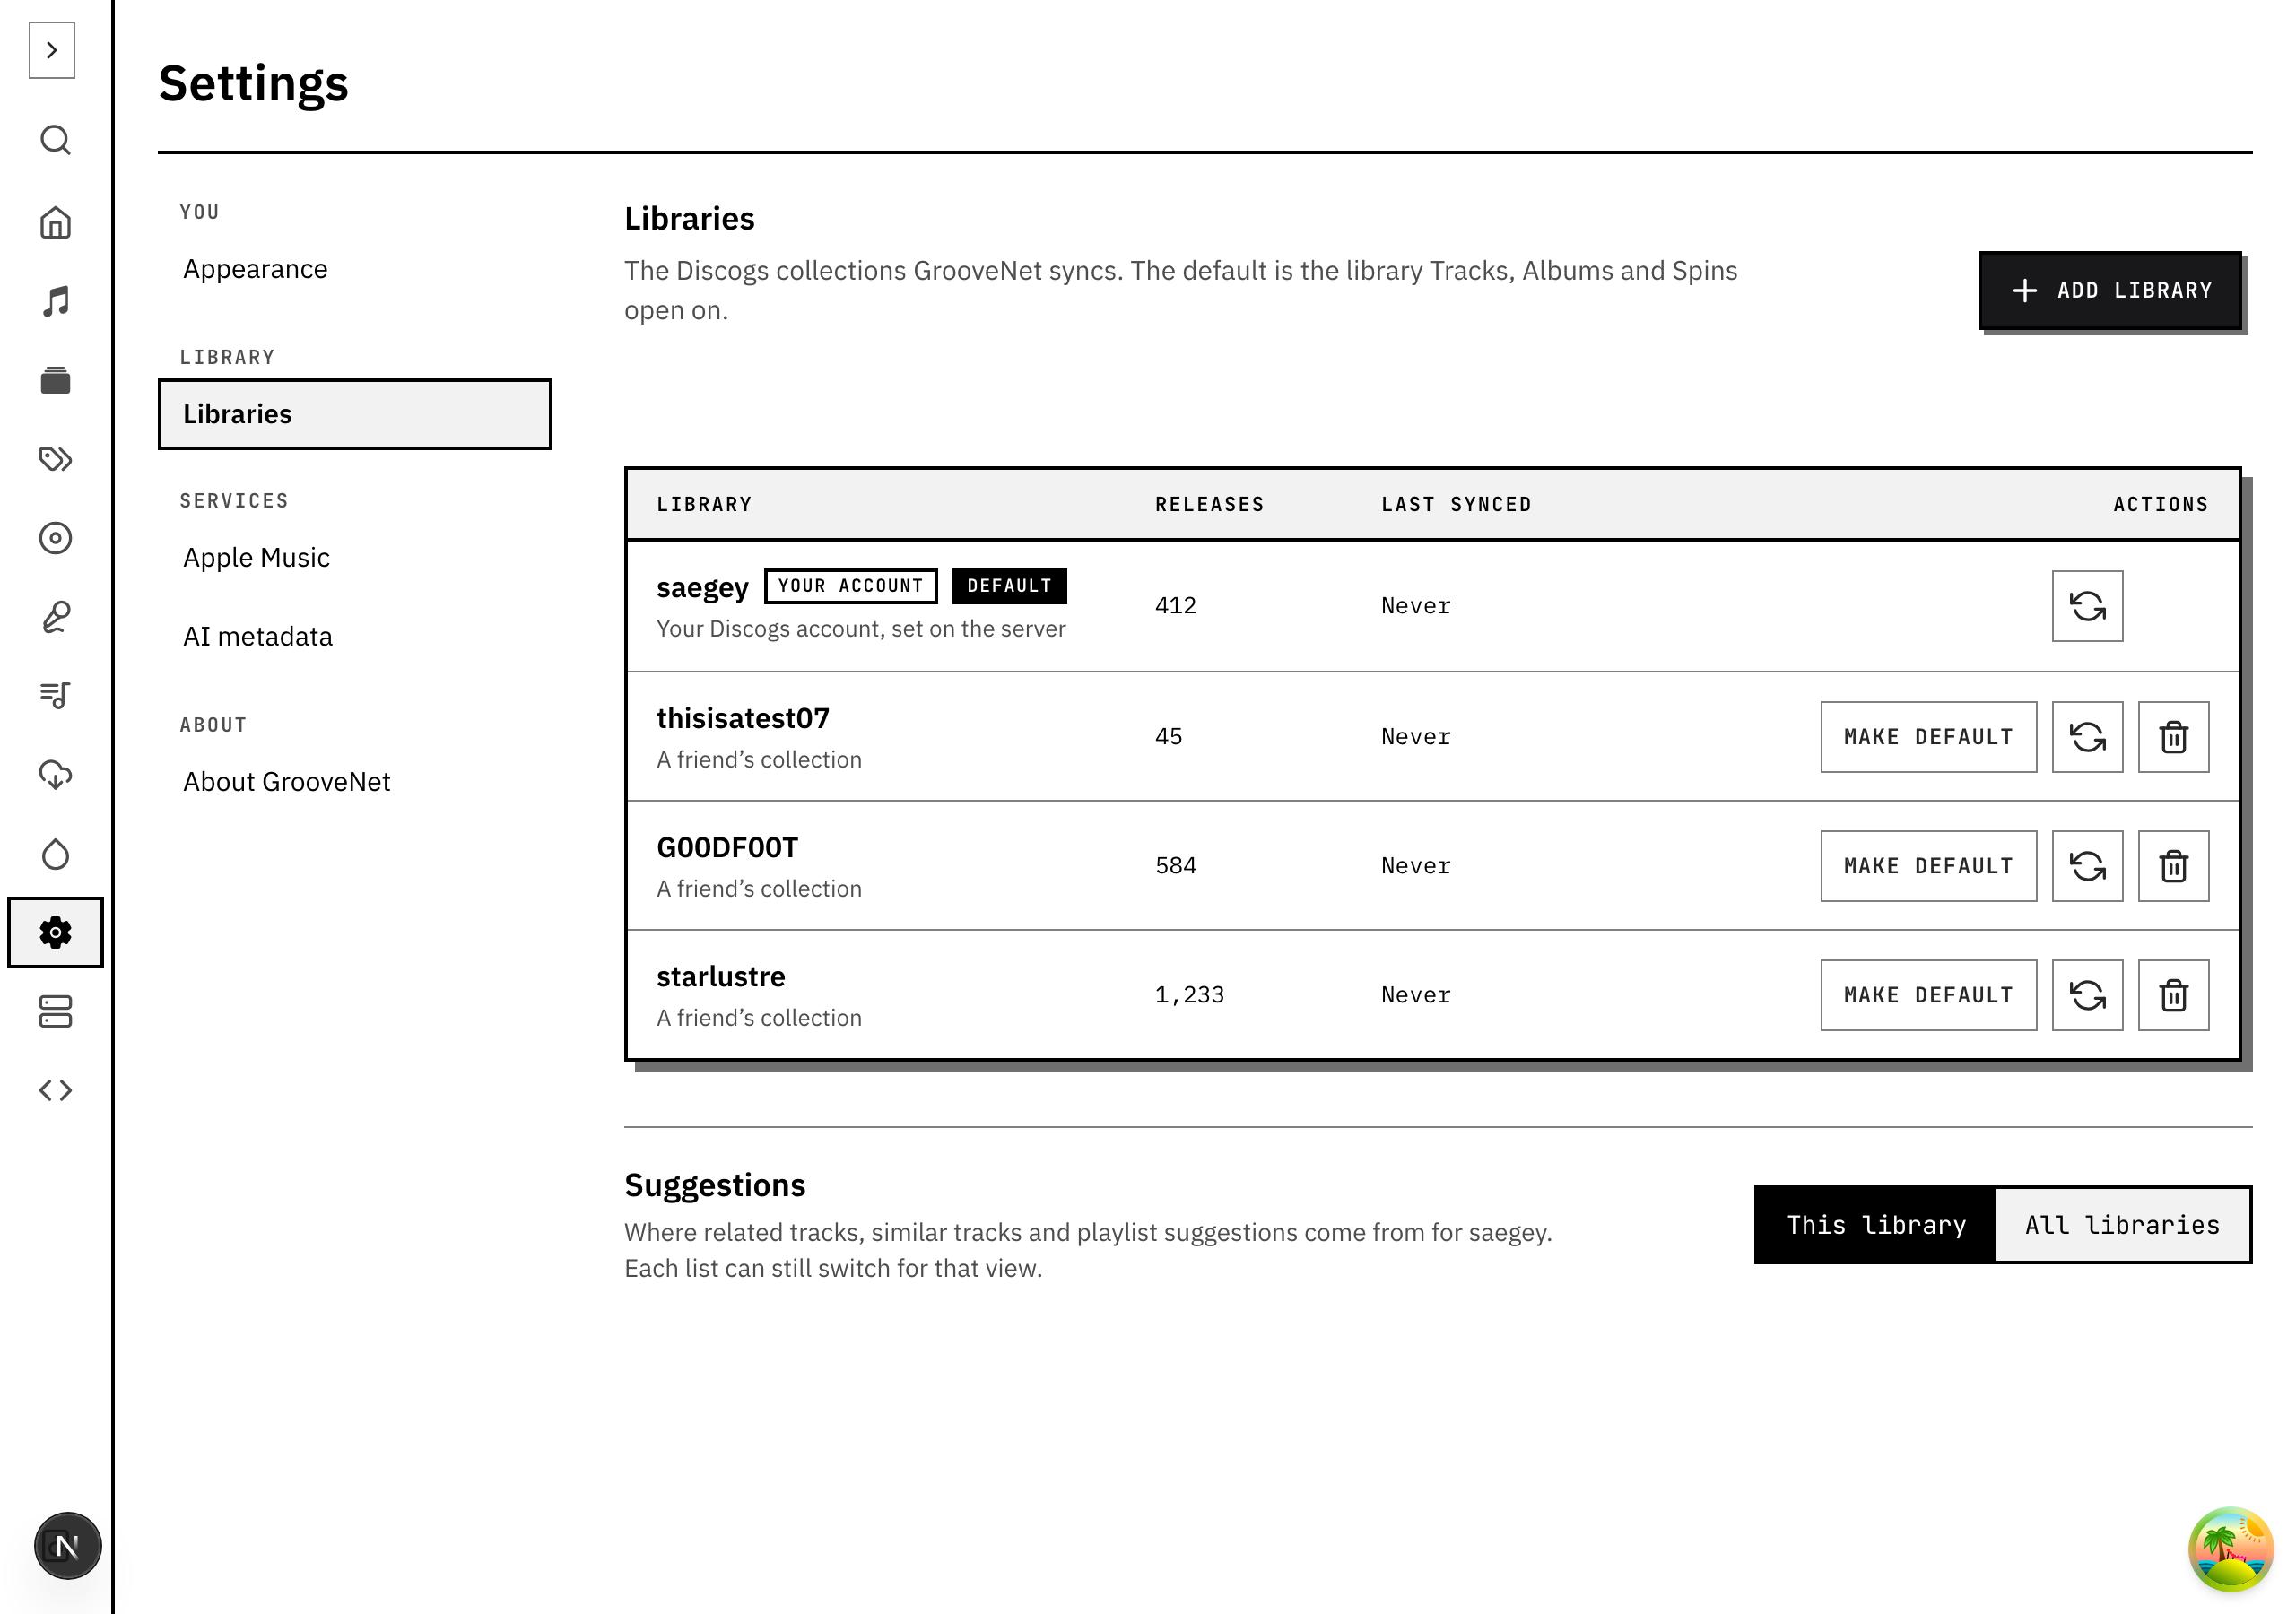 Settings
YOU
Appearance
LIBRARY
Libraries
SERVICES
Apple Music
AI metadata
ABOUT
About GrooveNet
Libraries
The Discogs collections GrooveNet syncs. The default is the library Tracks, Albums and Spins
open on.
ADD LIBRARY
LIBRARY RELEASES LAST SYNCED ACTIONS
saegey YOUR ACCOUNT DEFAULT
Your Discogs account, set on the server
412 Never
thisisatest07
A friend’s collection
45 Never MAKE DEFAULT
G00DF00T
A friend’s collection
584 Never MAKE DEFAULT
starlustre
A friend’s collection
1,233 Never MAKE DEFAULT
Suggestions
Where related tracks, similar tracks and playlist suggestions come from for saegey.
Each list can still switch for that view.
This library All libraries
N